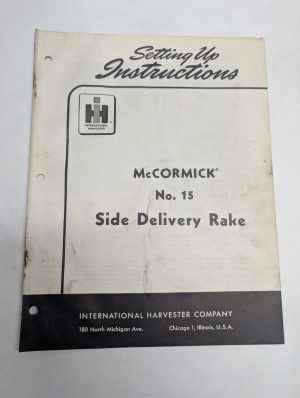 Setting Up
Instructions
IH
INTERNATIONAL
HARVESTER
McCORMICK®
No. 15
Side Delivery Rake
INTERNATIONAL HARVESTER COMPANY
180 North Michigan Ave. Chicago 1, Illinois, U.S.A.